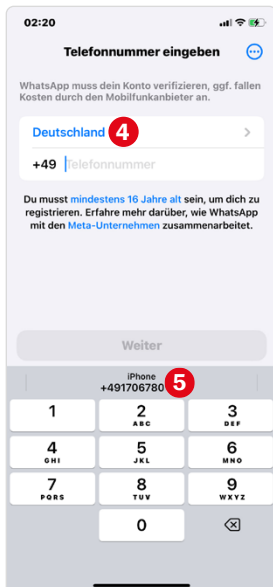 02:20
Telefonnummer eingeben
WhatsApp muss dein Konto verifizieren, ggf. fallen
Kosten durch den Mobilfunkanbieter an.
Deutschland 4
+49 Telefonnummer
Du musst mindestens 16 Jahre alt sein, um dich zu
registrieren. Erfahre mehr darüber, wie WhatsApp
mit den Meta-Unternehmen zusammenarbeitet.
Weiter
iPhone
+491706780 5
1 2 3
ABC DEF
4 5 6
GHI JKL MNO
7 8 9
PQRS TUV WXYZ
0